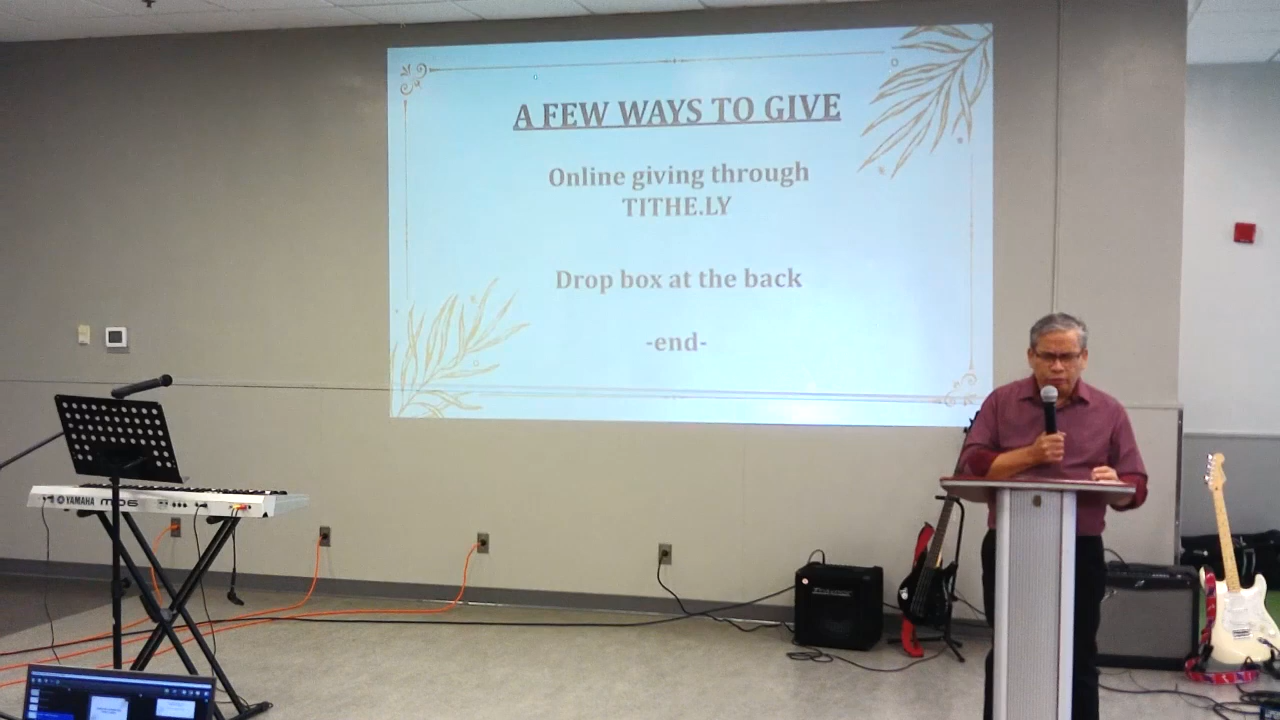 A FEW WAYS TO GIVE
Online giving through
TITHE.LY
Drop box at the back
-end-
YAMAHA MO6